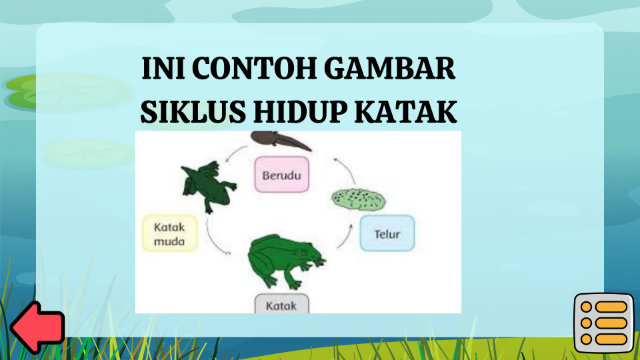 INI CONTOH GAMBAR
SIKLUS HIDUP KATAK
Berudu
Katak
muda
Telur
Katak